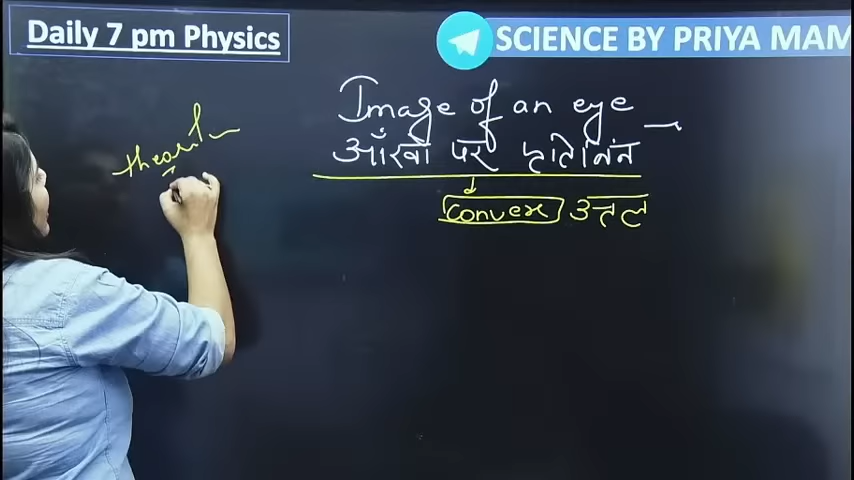 Daily 7 pm Physics
SCIENCE BY PRIYA MAM
Image of an eye
आँखों पर प्रतिबिंब
convex उत्तल